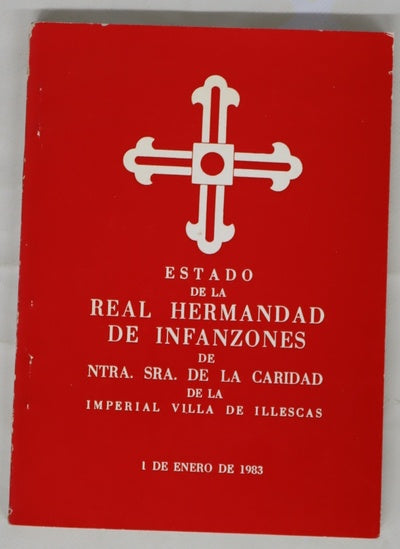 ESTADO
DE LA
REAL HERMANDAD
DE INFANZONES
DE
NTRA. SRA. DE LA CARIDAD
DE LA
IMPERIAL VILLA DE ILLESCAS
1 DE ENERO DE 1983